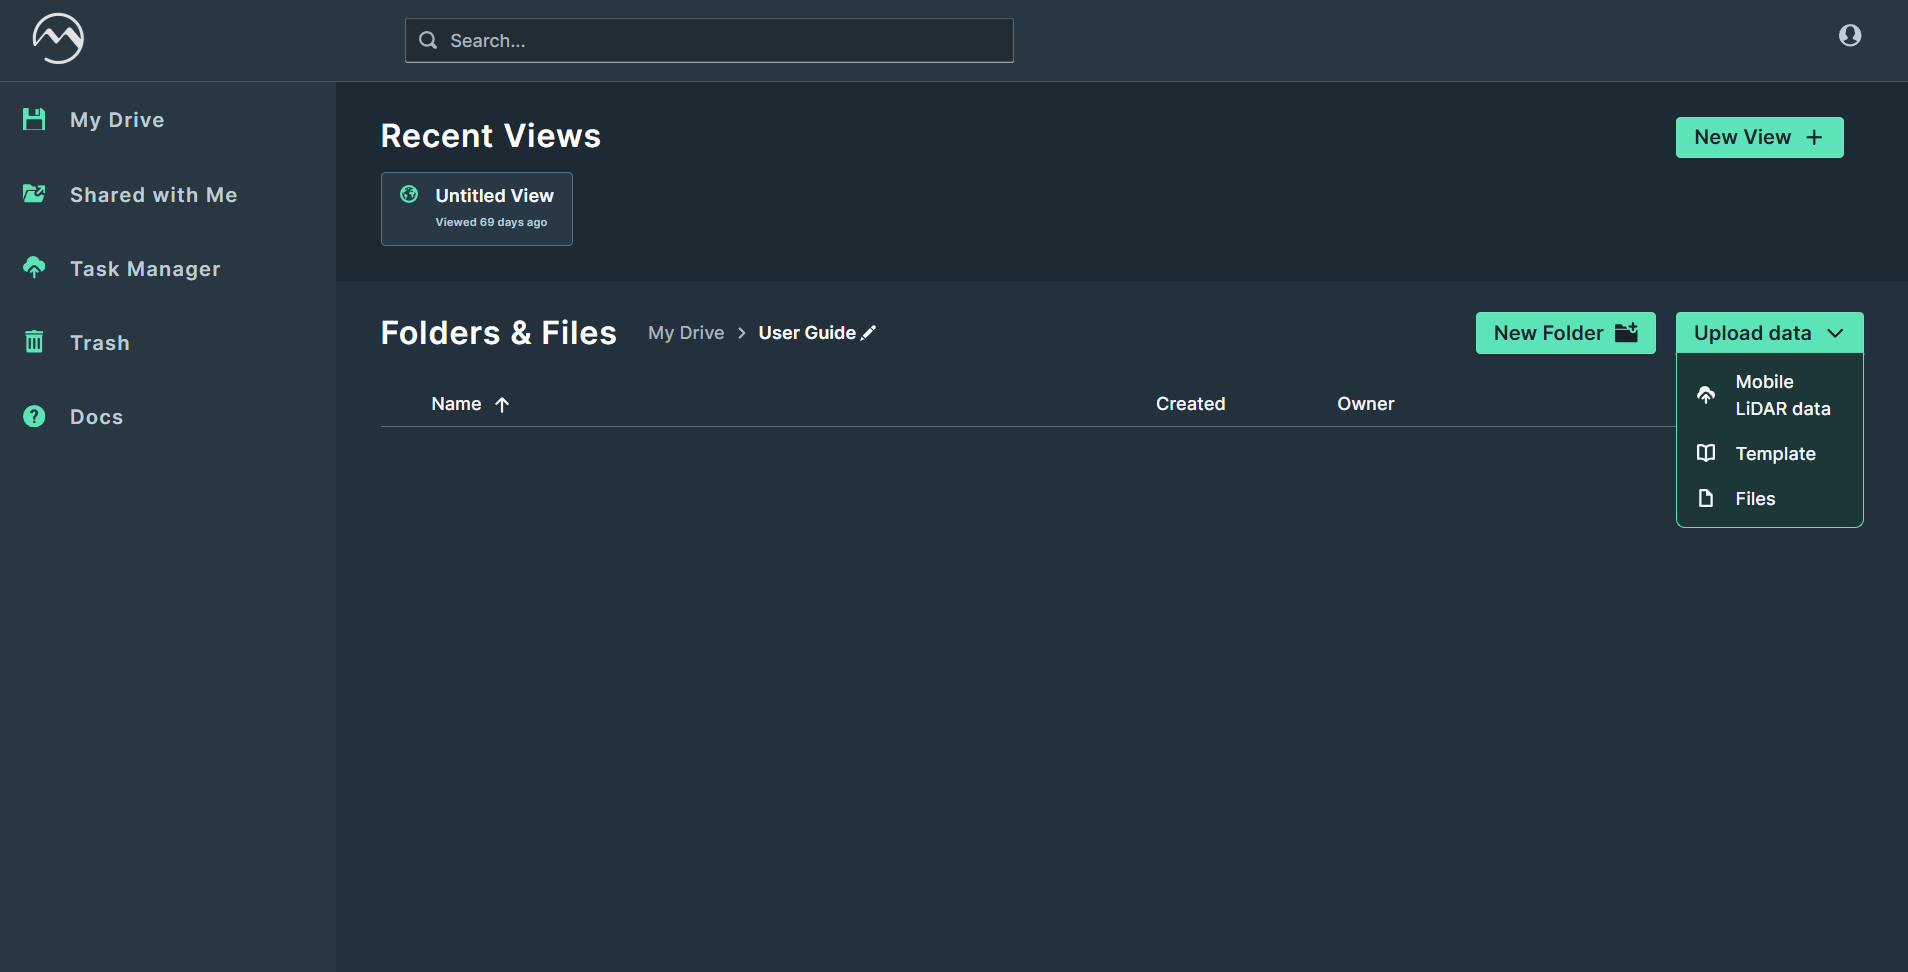 Search...
My Drive
Shared with Me
Task Manager
Trash
Docs
Recent Views
New View
Untitled View
Viewed 69 days ago
Folders & Files
My Drive > User Guide
New Folder
Upload data
Mobile
LiDAR data
Template
Files
Name
Created
Owner